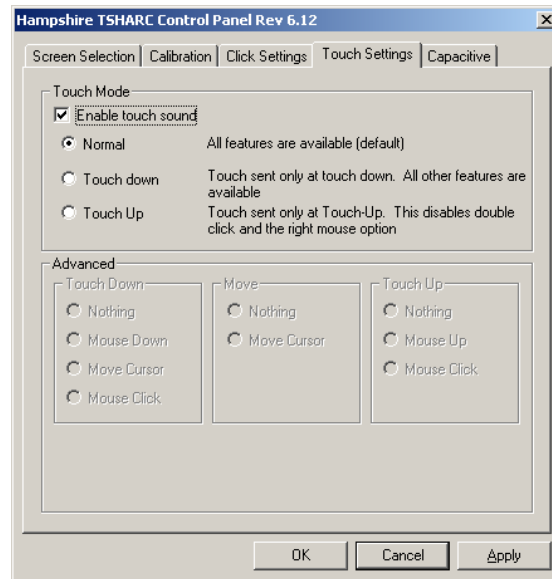 Hampshire TSHARC Control Panel Rev 6.12
Screen Selection Calibration Click Settings Touch Settings Capacitive
Touch Mode
Enable touch sound
Normal All features are available (default)
Touch down Touch sent only at touch down. All other features are
available
Touch Up Touch sent only at Touch-Up. This disables double
click and the right mouse option
Advanced
Touch Down Move Touch Up
Nothing Nothing Nothing
Mouse Down Move Cursor Mouse Up
Move Cursor Mouse Click
Mouse Click
OK Cancel Apply